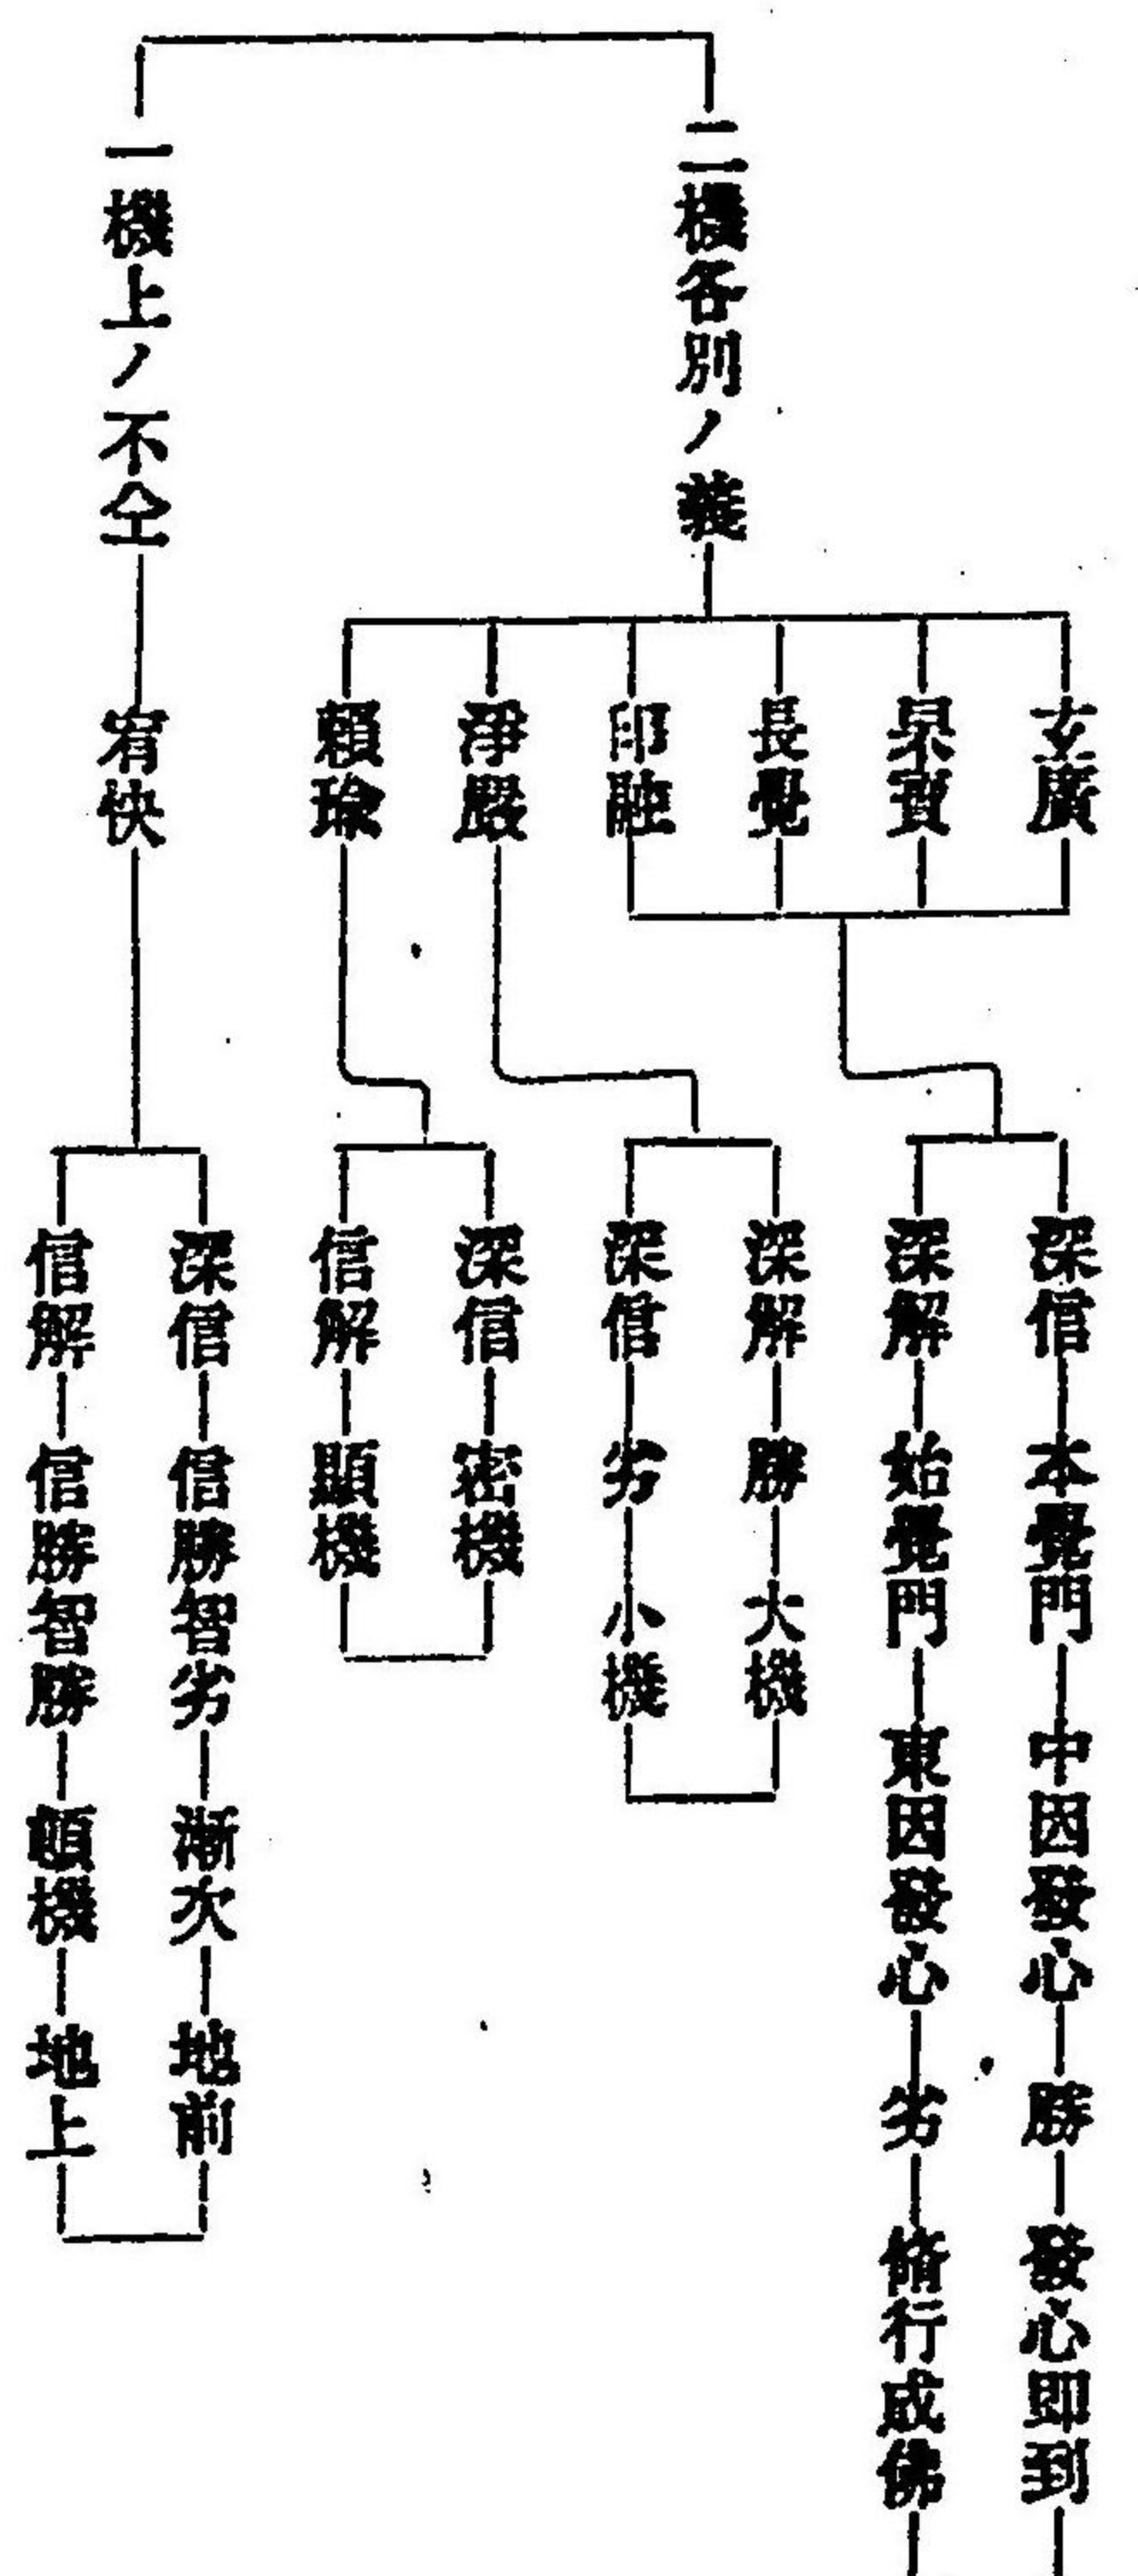 二機各別ノ義
玄廣
杲寶
長覺
印融
淨嚴
賴瑜
深信―本覺門―中因發心―勝―發心即到
深解―始覺門―東因發心―劣―脩行成佛
深解―勝―大機
深信―劣―小機
深信―密機
信解―顯機
一機上ノ不仝
宥快
深信―信勝智劣―漸次―地前
信解―信勝智勝―頓機―地上